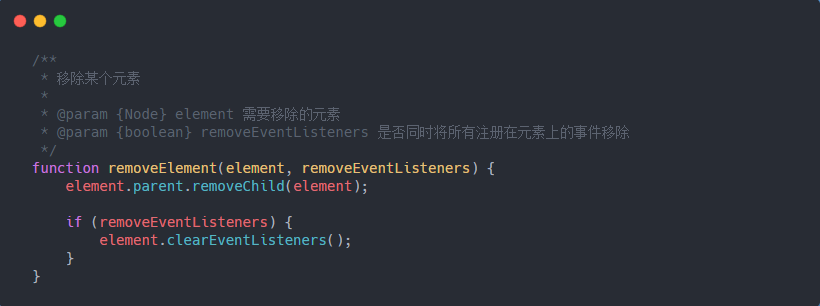 /**
 * 移除某个元素
 *
 * @param {Node} element 需要移除的元素
 * @param {boolean} removeEventListeners 是否同时将所有注册在元素上的事件移除
 */
function removeElement(element, removeEventListeners) {
    element.parent.removeChild(element);

    if (removeEventListeners) {
        element.clearEventListeners();
    }
}